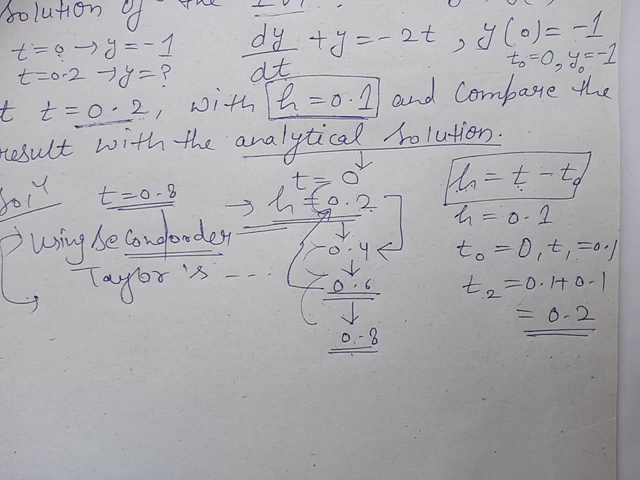 solution of the I.V.P.
t=0 → y=-1 dy/dt + y = -2t, y(0) = -1
t=0.2 → y=? t₀=0, y₀=-1
t t=0.2, with h=0.1 and compare the
result with the analytical solution.
Solⁿ t=0.8 → t=0 h = t - t₀
h=0.2 h=0.1
Using Second order 0.4 t₀=0, t₁=0.1
Taylor's ---- 0.6 t₂=0.1+0.1
0.8 = 0.2